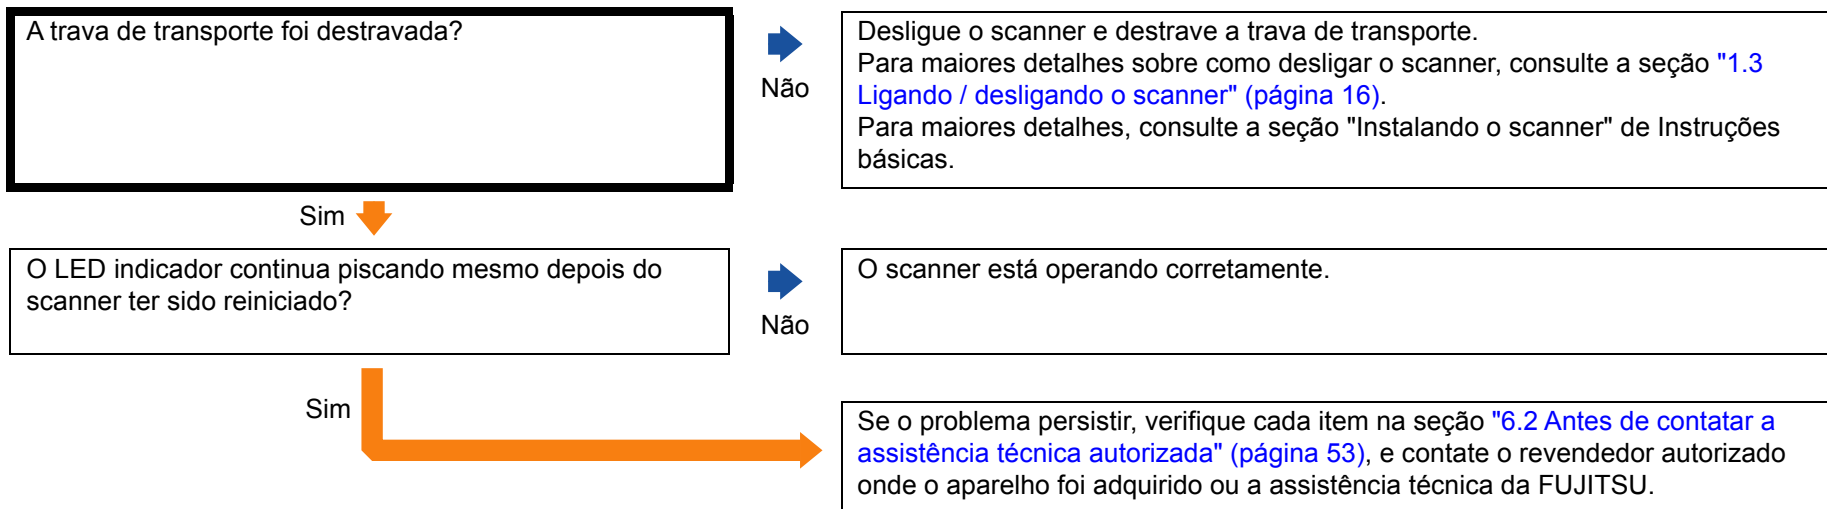 A trava de transporte foi destravada?
Não
Desligue o scanner e destrave a trava de transporte.
Para maiores detalhes sobre como desligar o scanner, consulte a seção "1.3
Ligando / desligando o scanner" (página 16).
Para maiores detalhes, consulte a seção "Instalando o scanner" de Instruções
básicas.
Sim
O LED indicador continua piscando mesmo depois do
scanner ter sido reiniciado?
Não
O scanner está operando corretamente.
Sim
Se o problema persistir, verifique cada item na seção "6.2 Antes de contatar a
assistência técnica autorizada" (página 53), e contate o revendedor autorizado
onde o aparelho foi adquirido ou a assistência técnica da FUJITSU.